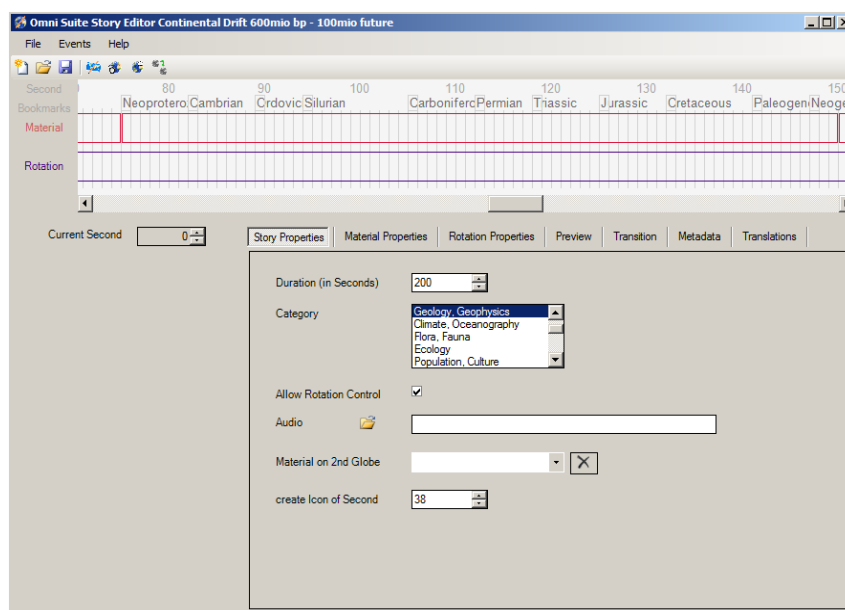 Omni Suite Story Editor Continental Drift 600mio bp - 100mio future
File Events Help
Second 80 90 100 110 120 130 140 150
Bookmarks Neoprotero Cambrian Ordovic Silurian Carboniferc Permian Triassic Jurassic Cretaceous Paleogen Neoge
Material
Rotation
Current Second 0
Story Properties Material Properties Rotation Properties Preview Transition Metadata Translations
Duration (in Seconds) 200
Category Geology, Geophysics
Climate, Oceanography
Flora, Fauna
Ecology
Population, Culture
Allow Rotation Control
Audio
Material on 2nd Globe
create Icon of Second 38